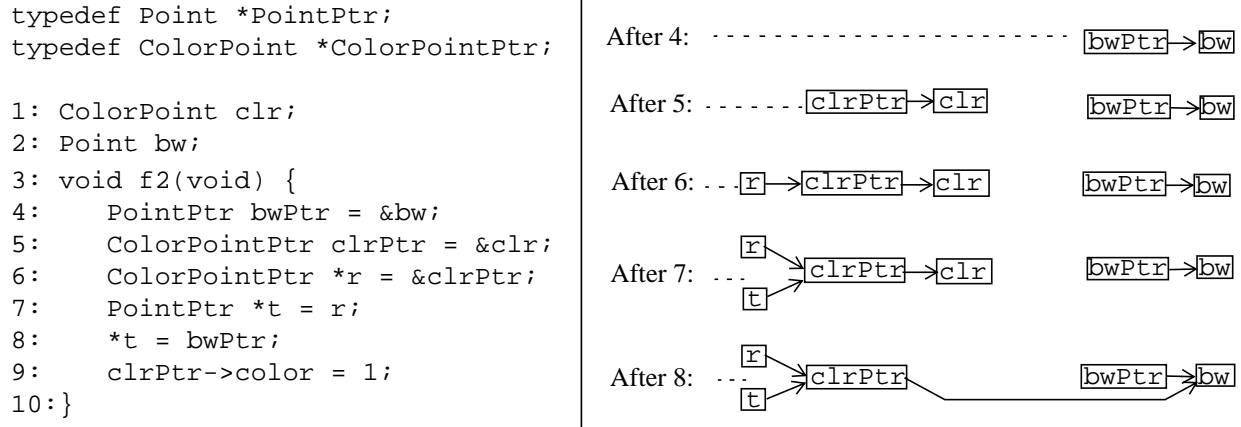 typedef Point *PointPtr;
typedef ColorPoint *ColorPointPtr;
1: ColorPoint clr;
2: Point bw;
3: void f2(void) {
4: PointPtr bwPtr = &bw;
5: ColorPointPtr clrPtr = &clr;
6: ColorPointPtr *r = &clrPtr;
7: PointPtr *t = r;
8: *t = bwPtr;
9: clrPtr->color = 1;
10:}
After 4: bwPtr bw
After 5: clrPtr clr bwPtr bw
After 6: r clrPtr clr bwPtr bw
r
After 7: clrPtr clr bwPtr bw
t
r
After 8: clrPtr bwPtr bw
t